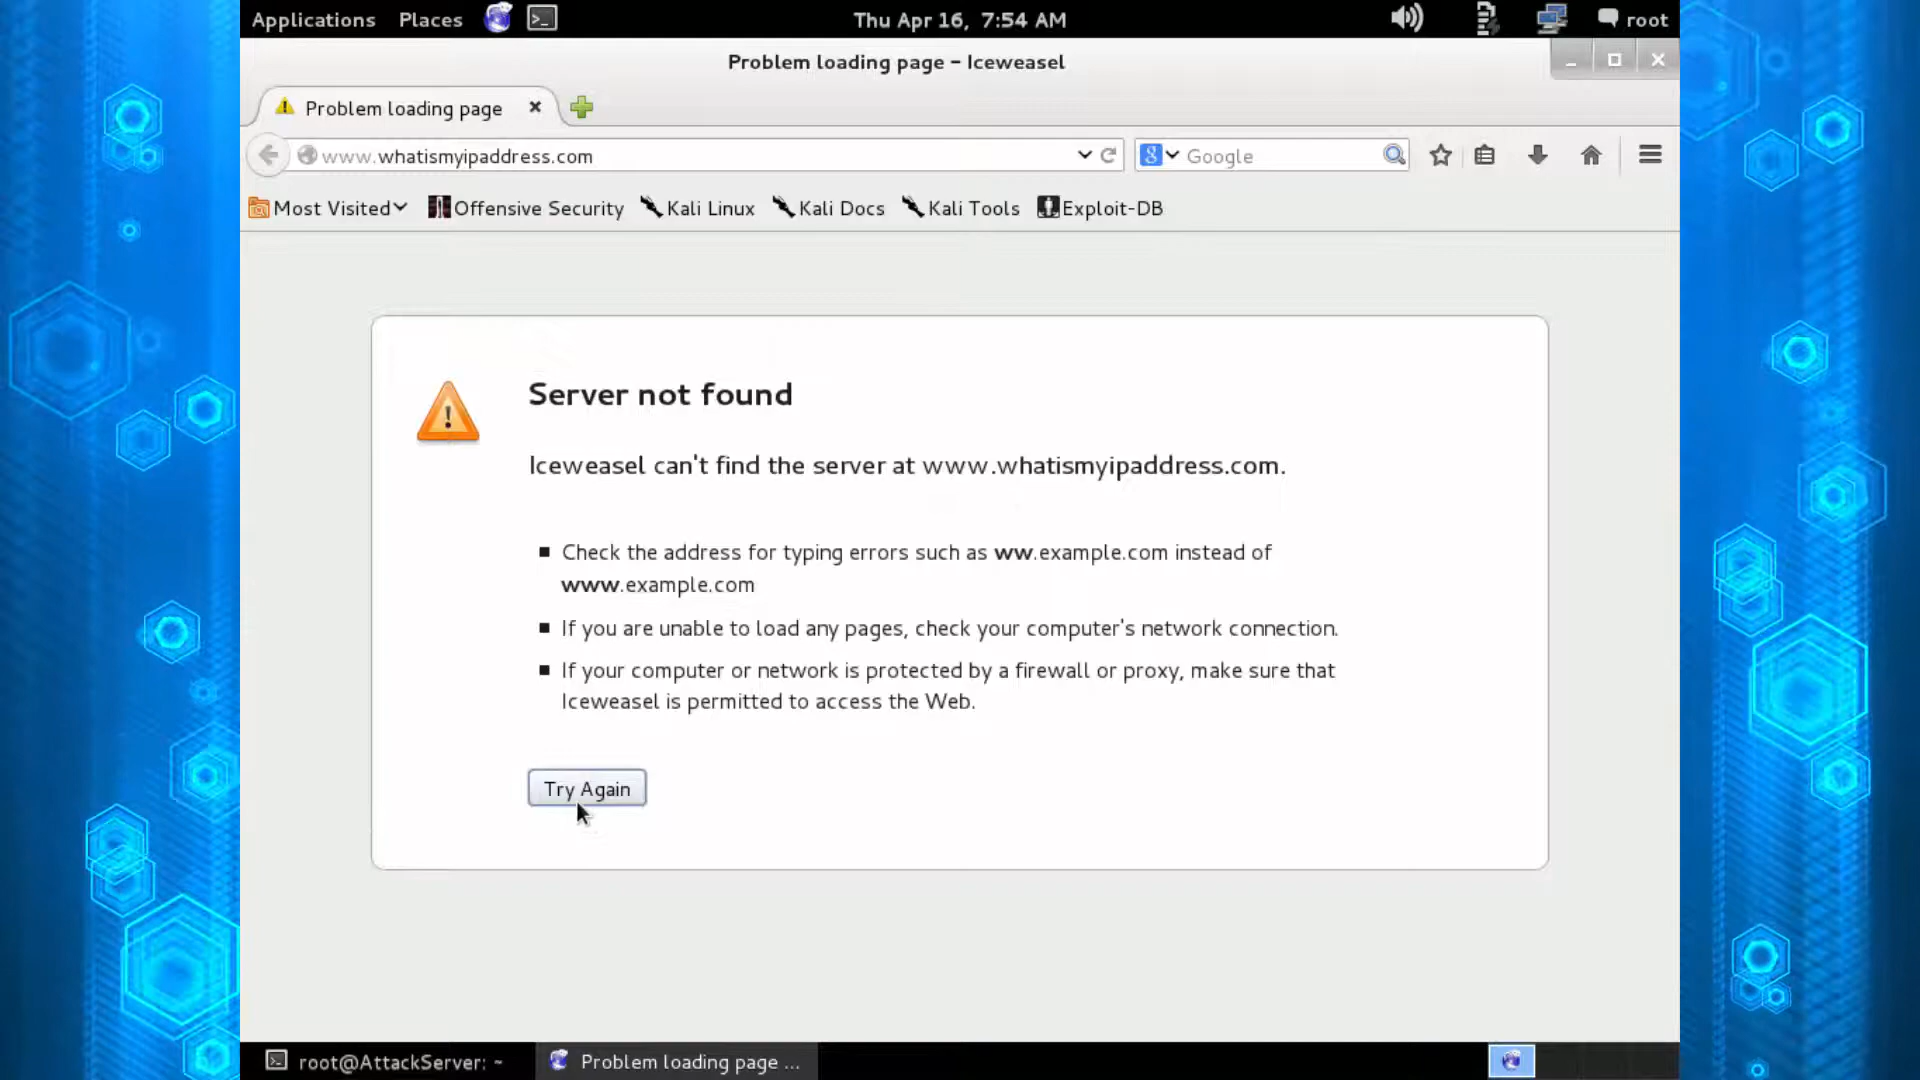 Applications Places Thu Apr 16, 7:54 AM root
Problem loading page – Iceweasel
Problem loading page
www.whatismyipaddress.com Google
Most Visited Offensive Security Kali Linux Kali Docs Kali Tools Exploit-DB
Server not found
Iceweasel can't find the server at www.whatismyipaddress.com.
Check the address for typing errors such as ww.example.com instead of
www.example.com
If you are unable to load any pages, check your computer's network connection.
If your computer or network is protected by a firewall or proxy, make sure that
Iceweasel is permitted to access the Web.
Try Again
root@AttackServer: ~ Problem loading page ...